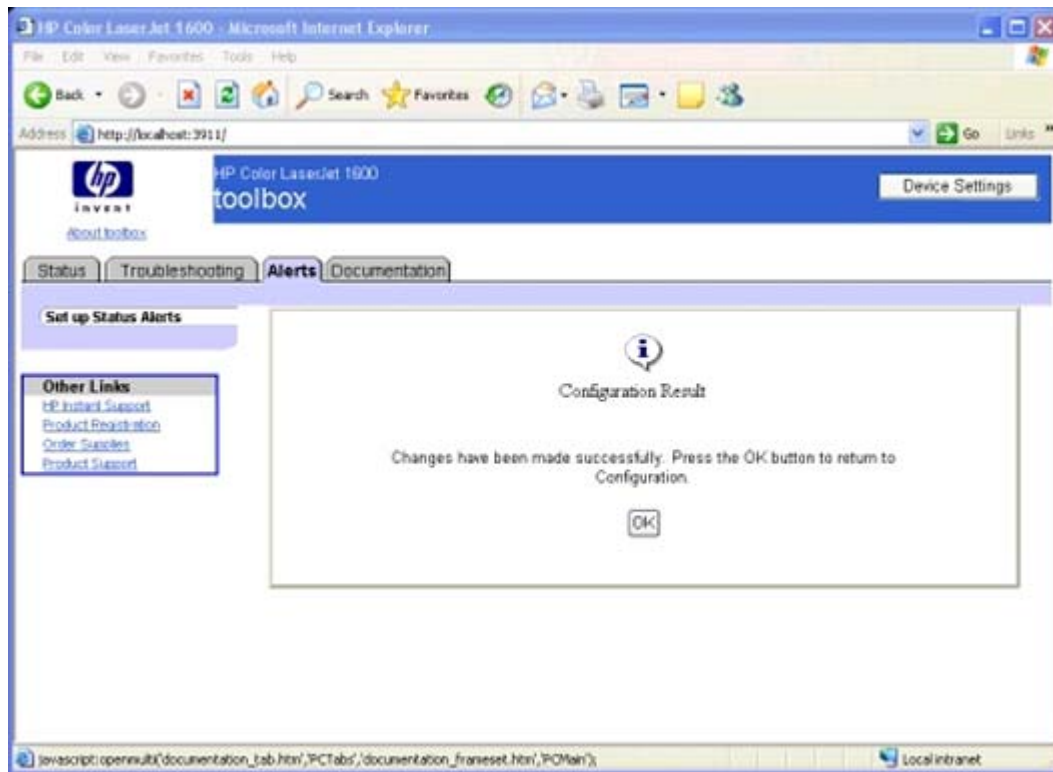 HP Color LaserJet 1600 - Microsoft Internet Explorer
File Edit View Favorites Tools Help
Back Search Favorites
Address http://localhost:3911/ Go Links »
hp
invent
About toolbox
HP Color LaserJet 1600
toolbox
Device Settings
Status Troubleshooting Alerts Documentation
Set up Status Alerts
Other Links
HP Instant Support
Product Registration
Order Supplies
Product Support
i
Configuration Result
Changes have been made successfully. Press the OK button to return to
Configuration.
OK
javascript:openmulti('documentation_tab.htm','PCTabs','documentation_frameset.htm','PCMain');
Local intranet